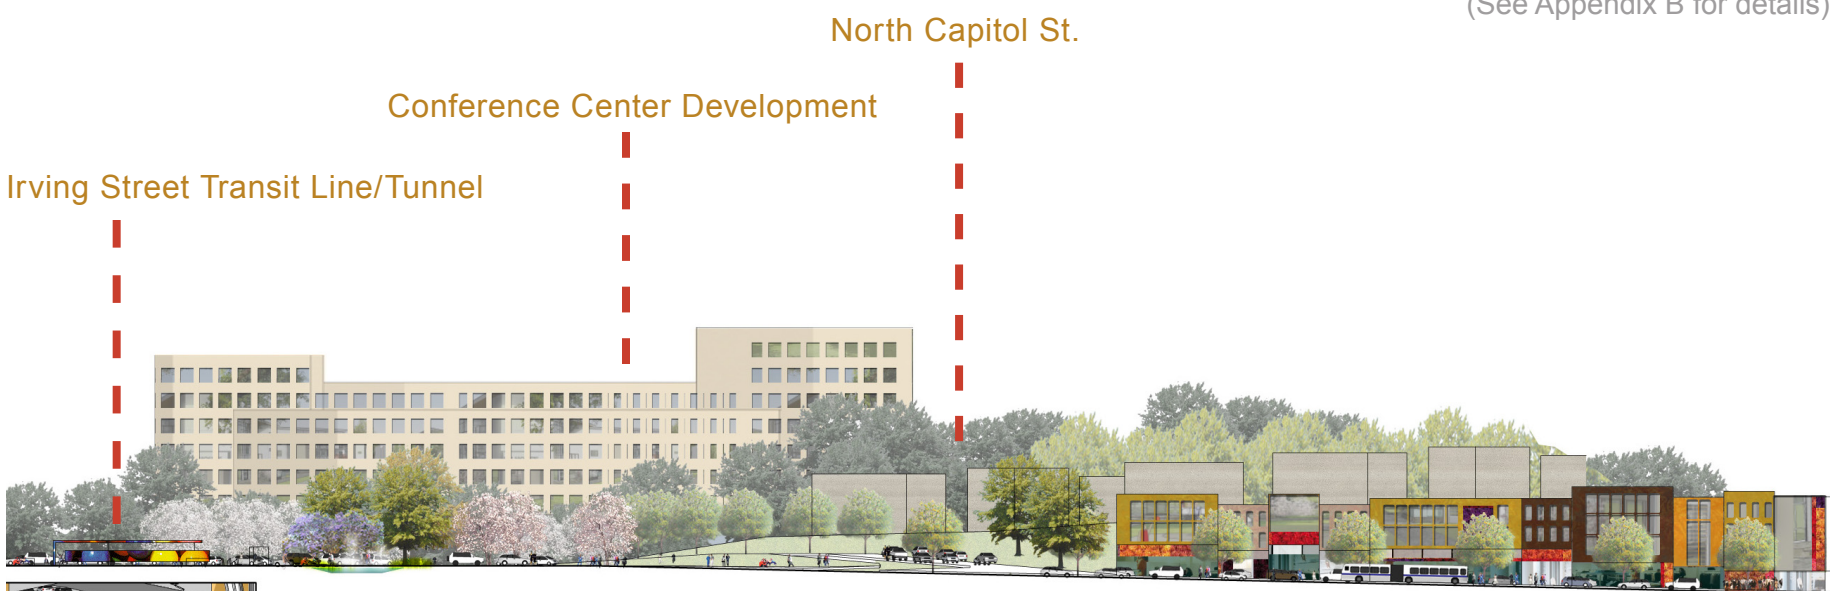 (See Appendix B for details)
North Capitol St.
Conference Center Development
Irving Street Transit Line/Tunnel